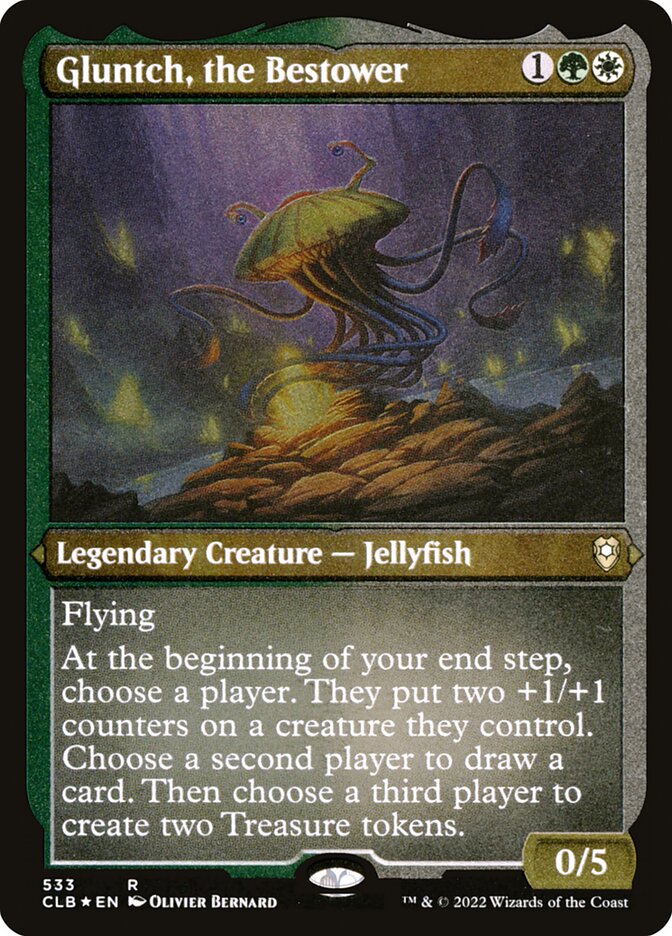 Gluntch, the Bestower 1
Legendary Creature — Jellyfish
Flying
At the beginning of your end step,
choose a player. They put two +1/+1
counters on a creature they control.
Choose a second player to draw a
card. Then choose a third player to
create two Treasure tokens.
0/5
533 R
CLB★EN Olivier Bernard ™ & © 2022 Wizards of the Coast